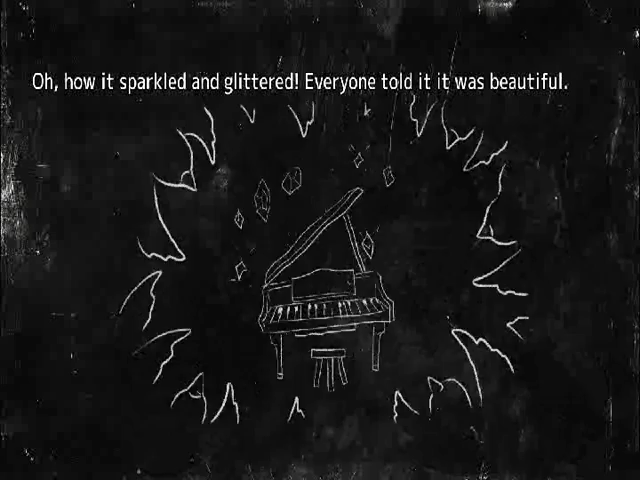 Oh, how it sparkled and glittered! Everyone told it it was beautiful.